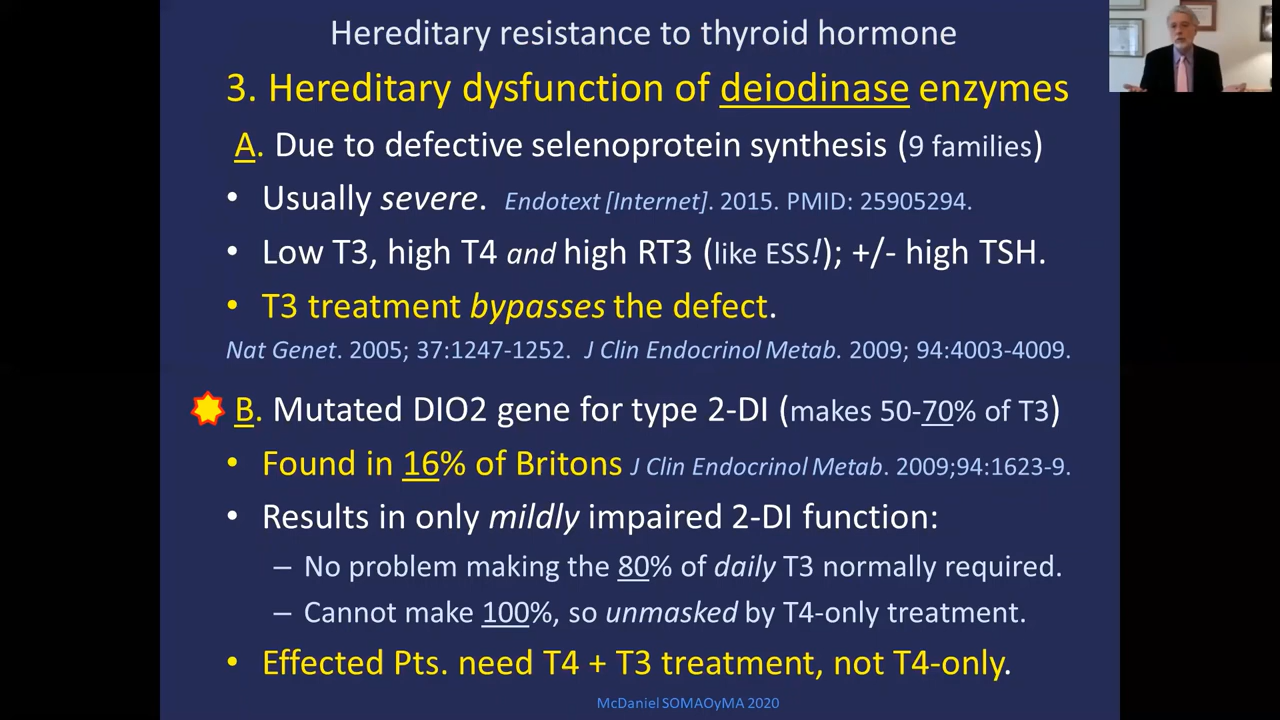 Hereditary resistance to thyroid hormone
3. Hereditary dysfunction of deiodinase enzymes
A. Due to defective selenoprotein synthesis (9 families)
• Usually severe. Endotext [Internet]. 2015. PMID: 25905294.
• Low T3, high T4 and high RT3 (like ESS!); +/- high TSH.
• T3 treatment bypasses the defect.
Nat Genet. 2005; 37:1247-1252. J Clin Endocrinol Metab. 2009; 94:4003-4009.
B. Mutated DIO2 gene for type 2-DI (makes 50-70% of T3)
• Found in 16% of Britons J Clin Endocrinol Metab. 2009;94:1623-9.
• Results in only mildly impaired 2-DI function:
– No problem making the 80% of daily T3 normally required.
– Cannot make 100%, so unmasked by T4-only treatment.
• Effected Pts. need T4 + T3 treatment, not T4-only.
McDaniel SOMAOyMA 2020